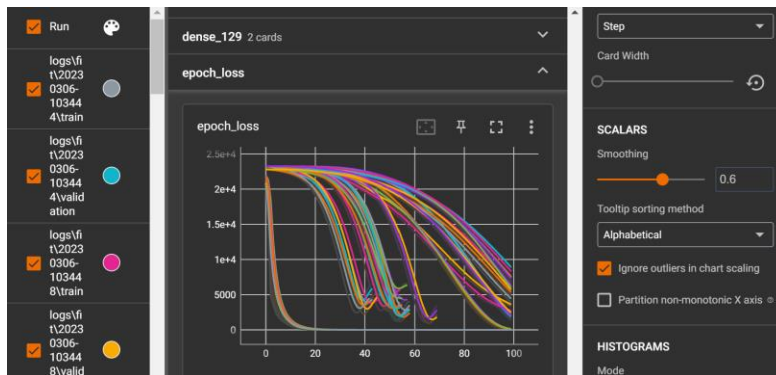 Run
logs\fi
t\2023
0306-
10344
4\train
logs\fi
t\2023
0306-
10344
4\valid
ation
logs\fi
t\2023
0306-
10344
8\train
logs\fi
t\2023
0306-
10344
8\valid
dense_129 2 cards
epoch_loss
epoch_loss
2.5e+4
2e+4
1.5e+4
1e+4
5000
0
0 20 40 60 80 100
Step
Card Width
SCALARS
Smoothing
0.6
Tooltip sorting method
Alphabetical
Ignore outliers in chart scaling
Partition non-monotonic X axis
HISTOGRAMS
Mode